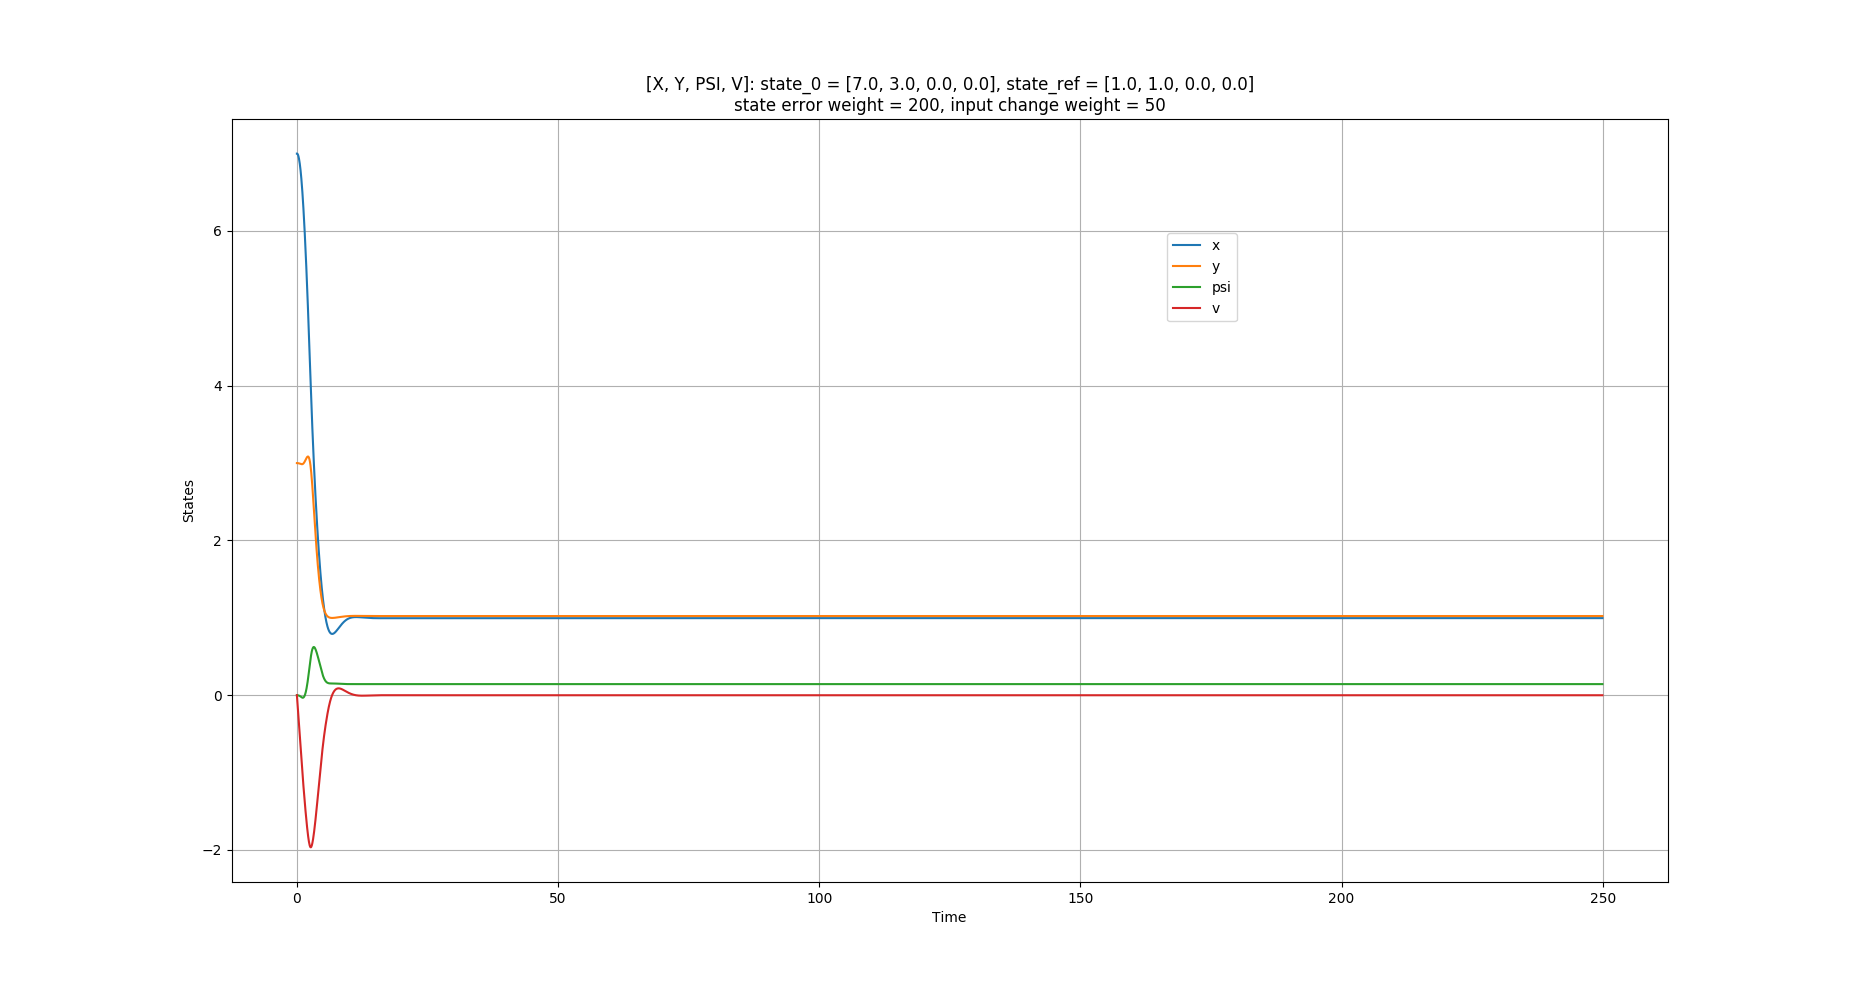 [X, Y, PSI, V]: state_0 = [7.0, 3.0, 0.0, 0.0], state_ref = [1.0, 1.0, 0.0, 0.0]
state error weight = 200, input change weight = 50
6
4
2
0
−2
States
x
y
psi
v
0 50 100 150 200 250
Time